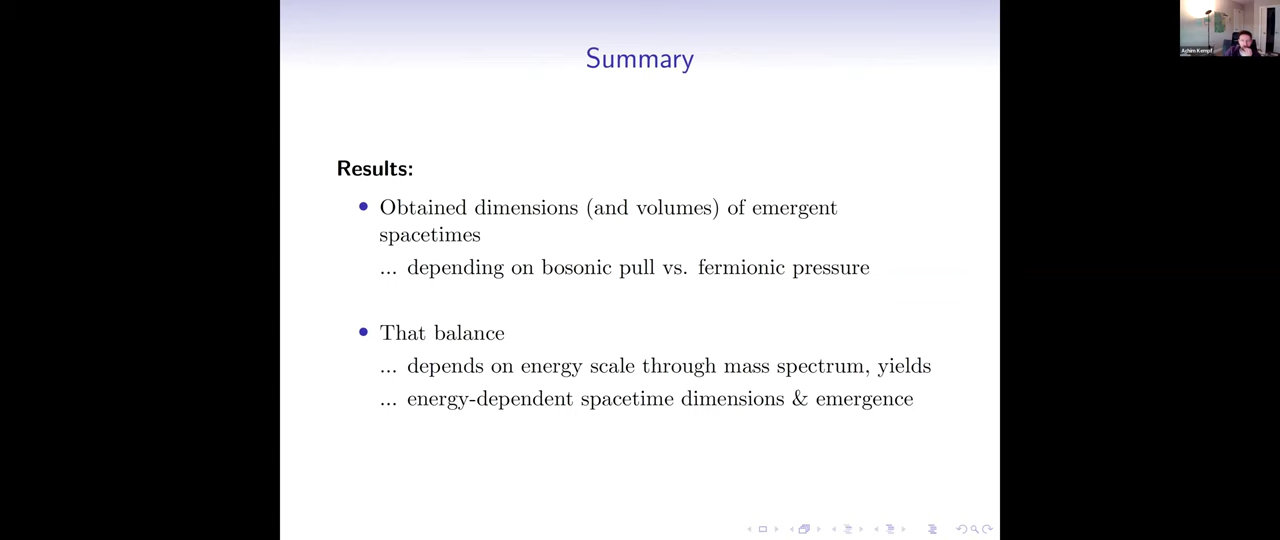 Achim Kempf
Summary
Results:
• Obtained dimensions (and volumes) of emergent
spacetimes
... depending on bosonic pull vs. fermionic pressure
• That balance
... depends on energy scale through mass spectrum, yields
... energy-dependent spacetime dimensions & emergence